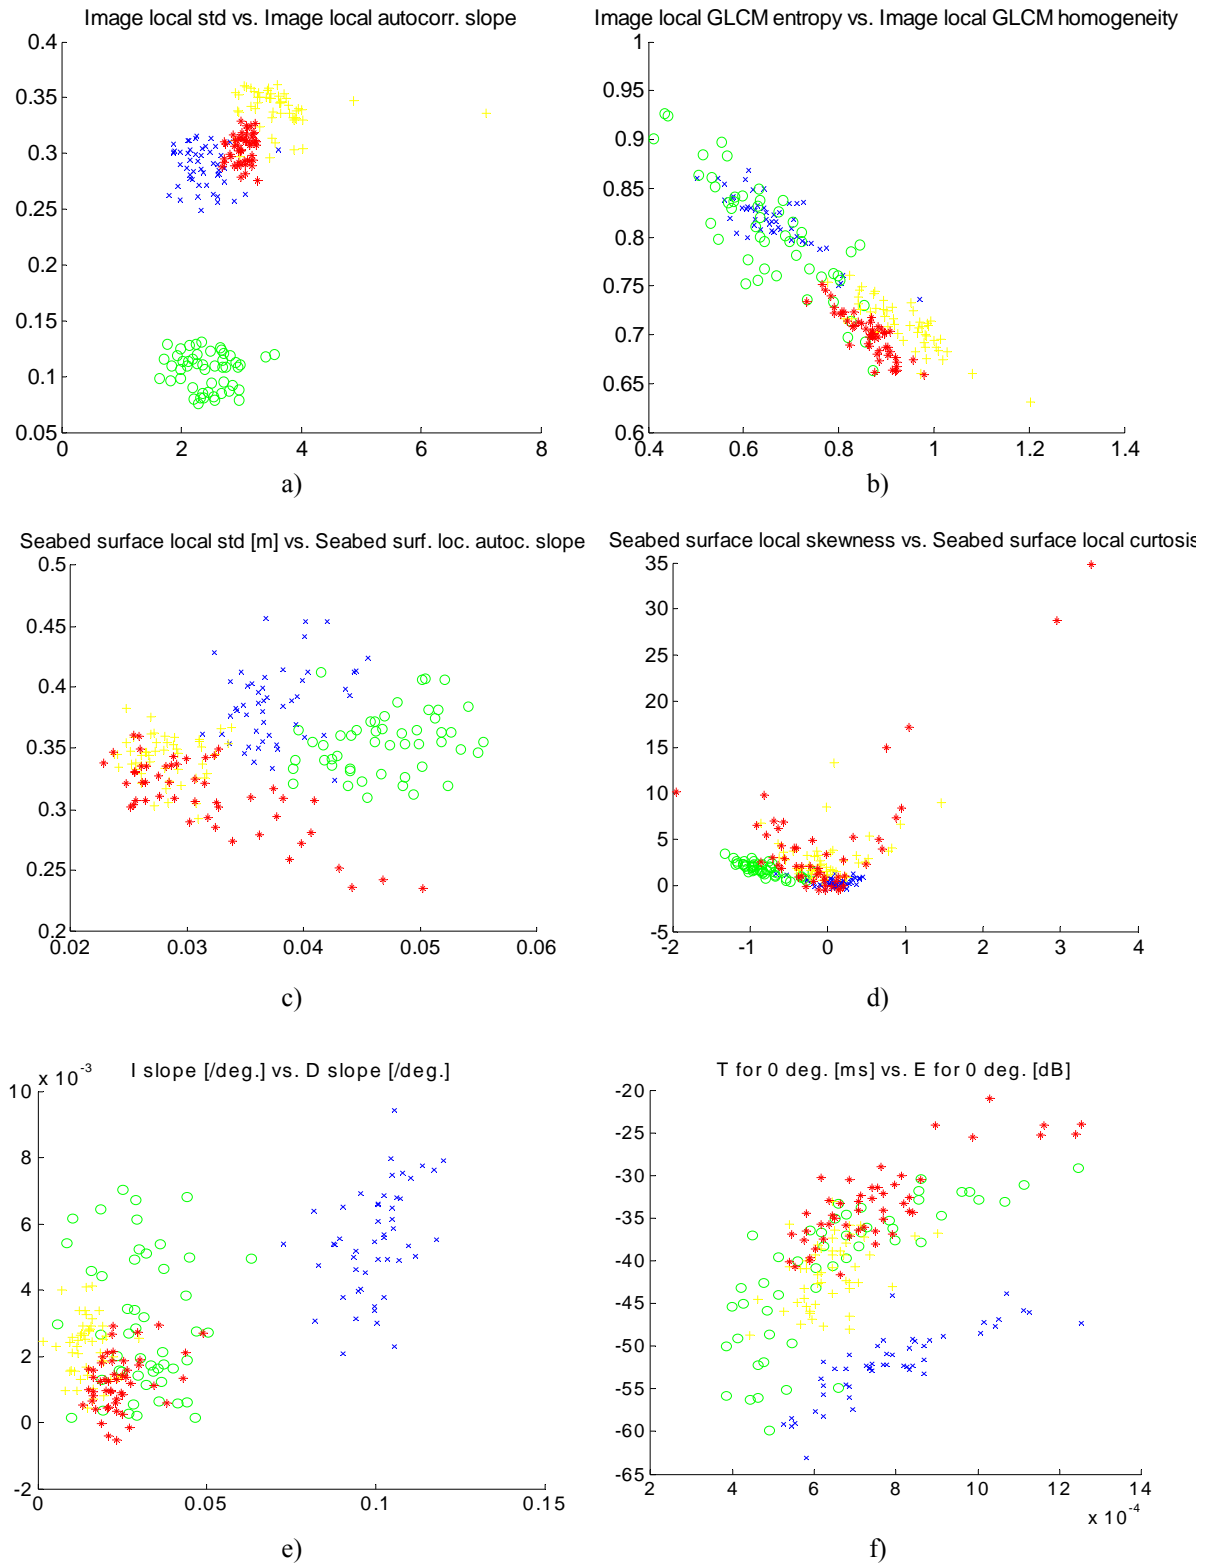 Image local std vs. Image local autocorr. slope
0.4
0.35
0.3
0.25
0.2
0.15
0.1
0.05
0 2 4 6 8
a)
Image local GLCM entropy vs. Image local GLCM homogeneity
1
0.95
0.9
0.85
0.8
0.75
0.7
0.65
0.6
0.4 0.6 0.8 1 1.2 1.4
b)
Seabed surface local std [m] vs. Seabed surf. loc. autoc. slope
0.5
0.45
0.4
0.35
0.3
0.25
0.2
0.02 0.03 0.04 0.05 0.06
c)
Seabed surface local skewness vs. Seabed surface local curtosis
35
30
25
20
15
10
5
0
-5
-2 -1 0 1 2 3 4
d)
I slope [/deg.] vs. D slope [/deg.]
x 10⁻³
10
8
6
4
2
0
-2
0 0.05 0.1 0.15
e)
T for 0 deg. [ms] vs. E for 0 deg. [dB]
-20
-25
-30
-35
-40
-45
-50
-55
-60
-65
2 4 6 8 10 12 14
x 10⁻⁴
f)